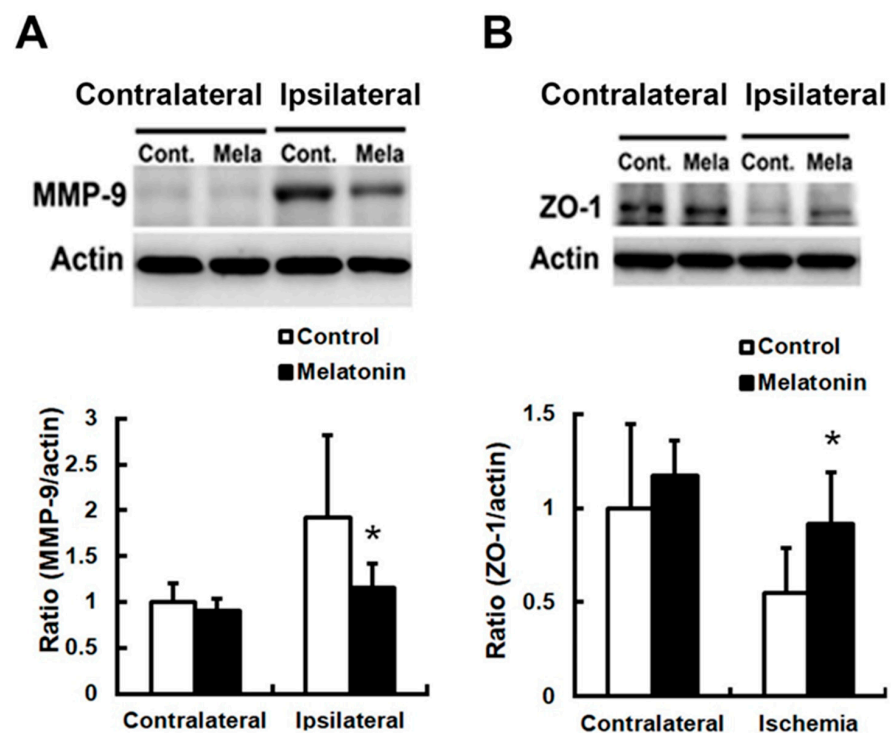 A
Contralateral Ipsilateral
Cont. Mela Cont. Mela
MMP-9
Actin
Control
Melatonin
Ratio (MMP-9/actin)
3
2.5
2
1.5
1
0.5
0
*
Contralateral Ipsilateral
B
Contralateral Ipsilateral
Cont. Mela Cont. Mela
ZO-1
Actin
Control
Melatonin
Ratio (ZO-1/actin)
1.5
1
0.5
0
*
Contralateral Ischemia